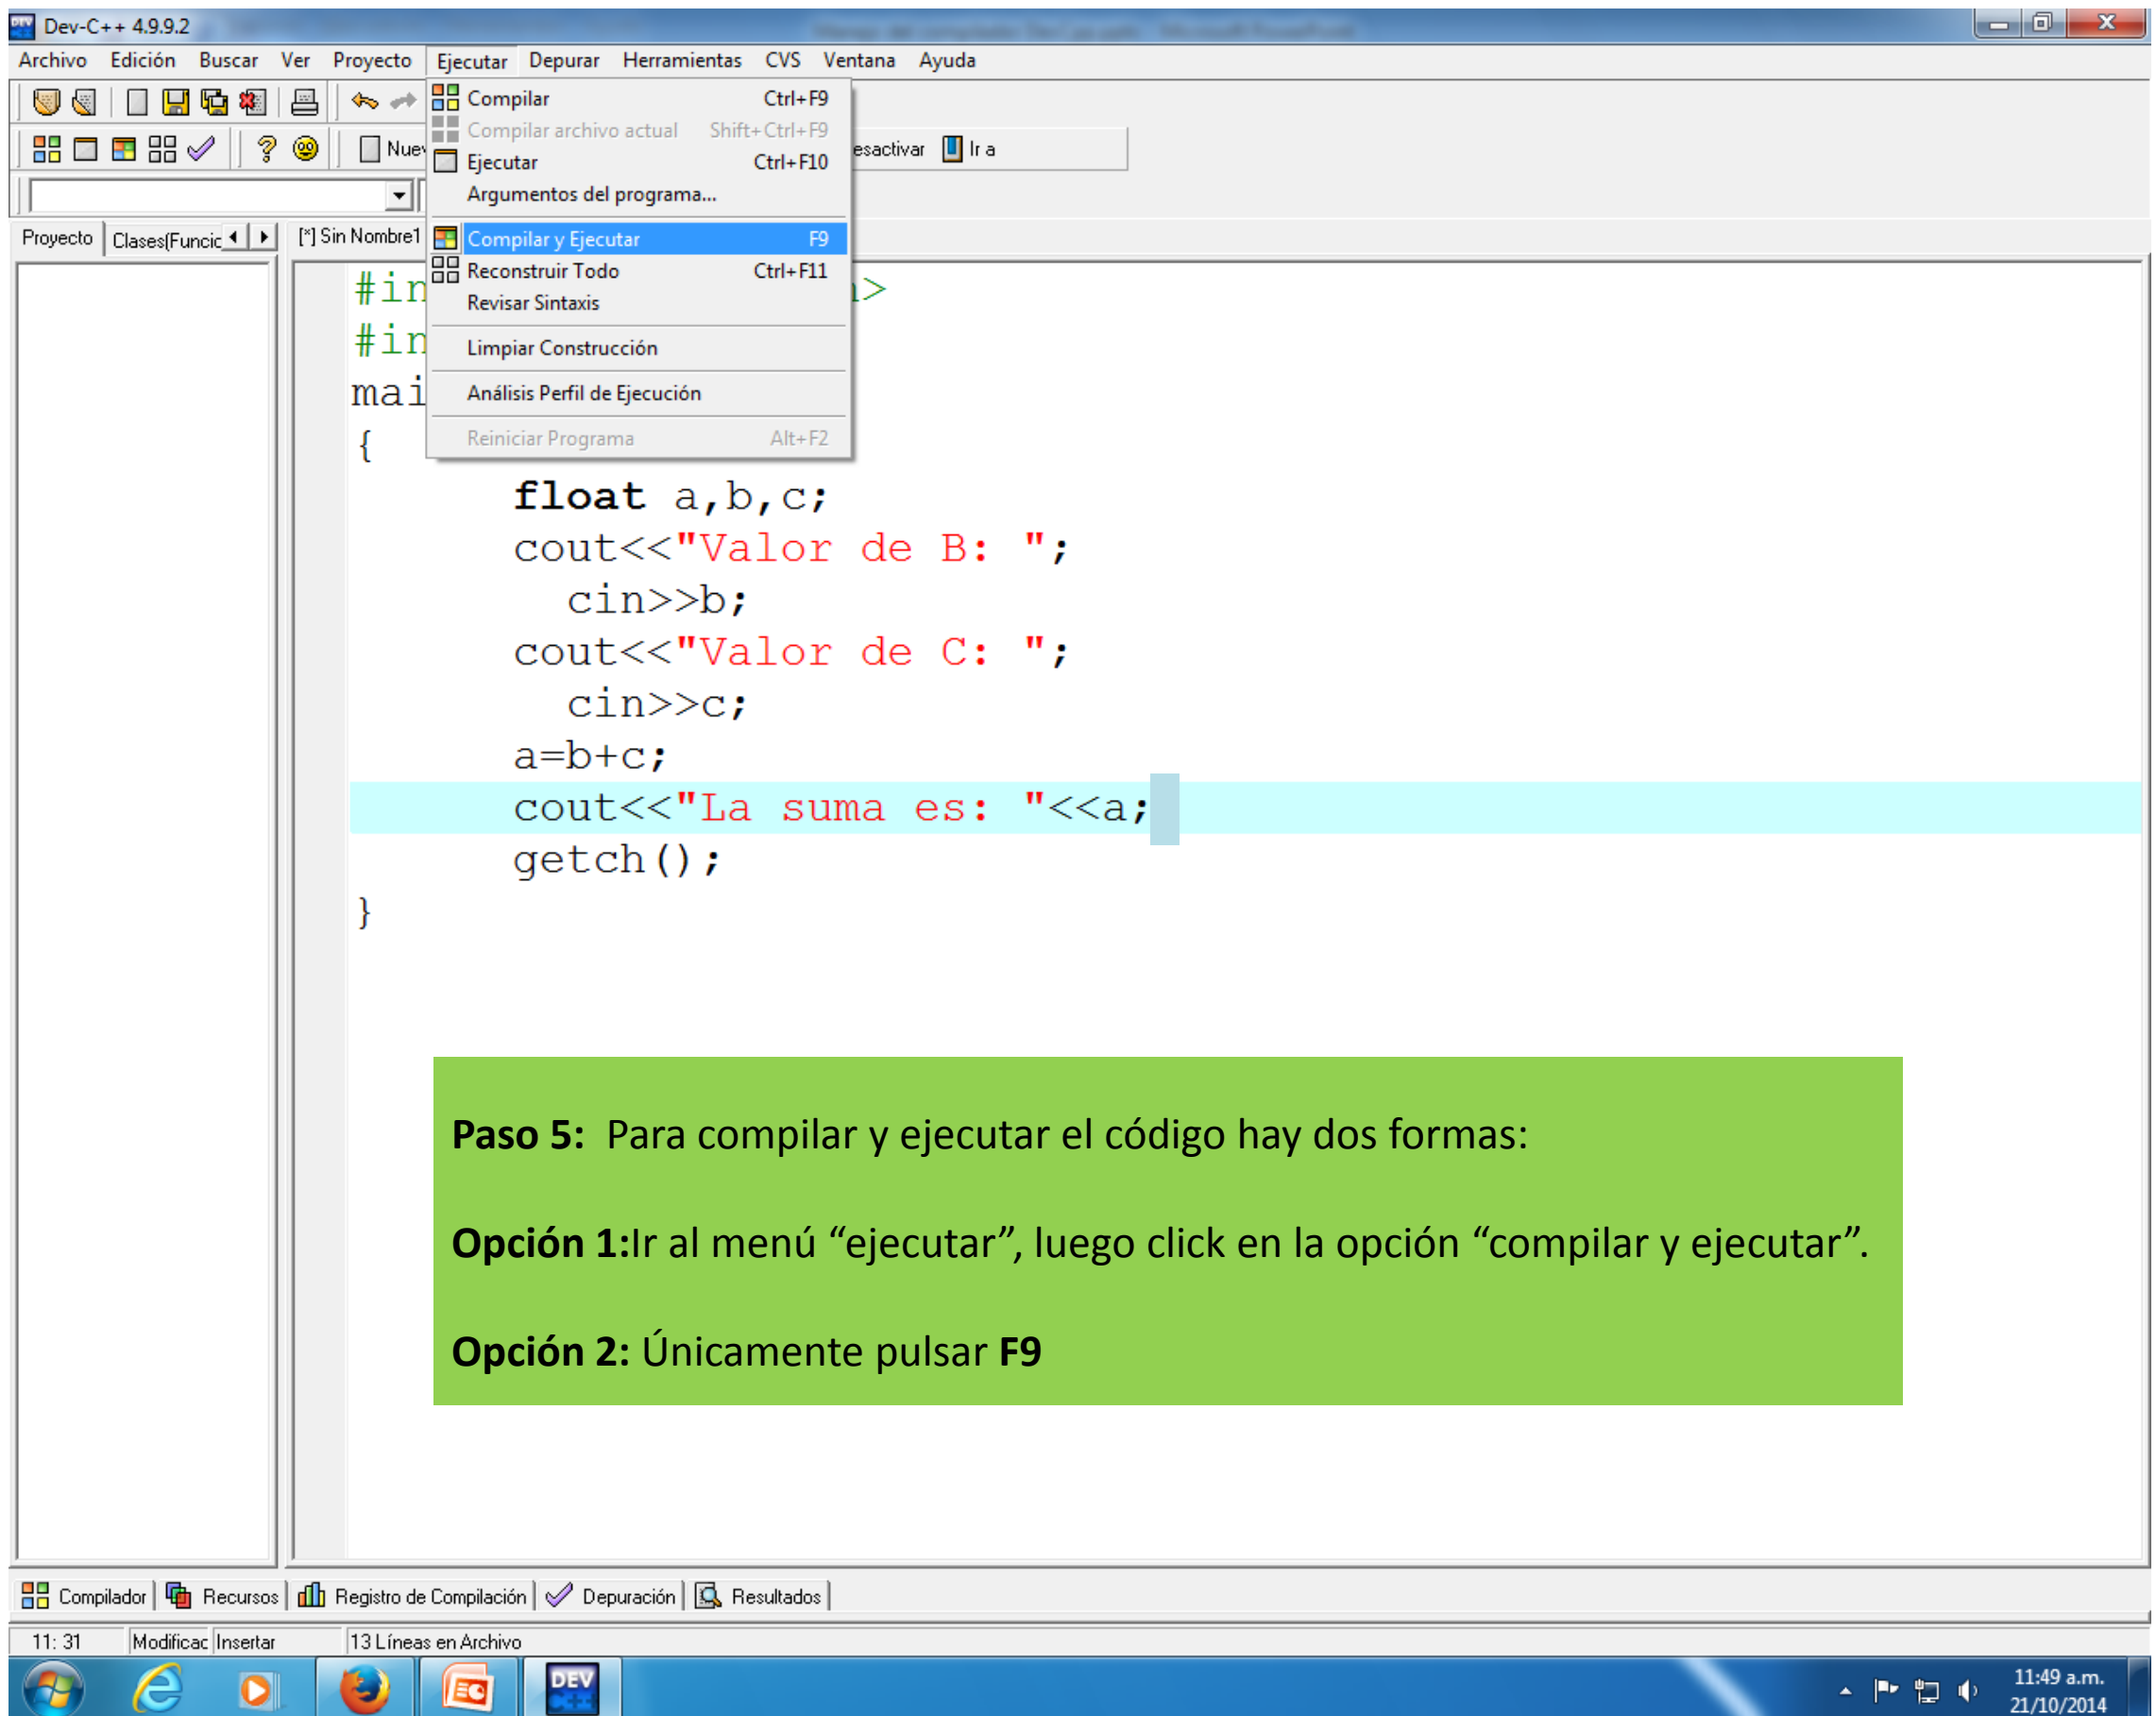 Dev-C++ 4.9.9.2
Archivo Edición Buscar Ver Proyecto Ejecutar Depurar Herramientas CVS Ventana Ayuda
Compilar Ctrl+F9
Compilar archivo actual Shift+Ctrl+F9
Nuev esactivar Ir a
Ejecutar Ctrl+F10
Argumentos del programa...
Proyecto Clases(Funcic [*] Sin Nombre1
Compilar y Ejecutar F9
Reconstruir Todo Ctrl+F11
Revisar Sintaxis
Limpiar Construcción
Análisis Perfil de Ejecución
Reiniciar Programa Alt+F2
#in >
#in
mai
{
float a,b,c;
cout<<"Valor de B: ";
cin>>b;
cout<<"Valor de C: ";
cin>>c;
a=b+c;
cout<<"La suma es: "<<a;
getch();
}
Paso 5: Para compilar y ejecutar el código hay dos formas:
Opción 1:Ir al menú “ejecutar”, luego click en la opción “compilar y ejecutar”.
Opción 2: Únicamente pulsar F9
Compilador Recursos Registro de Compilación Depuración Resultados
11: 31 Modificac Insertar 13 Líneas en Archivo
DEV C++
11:49 a.m.
21/10/2014